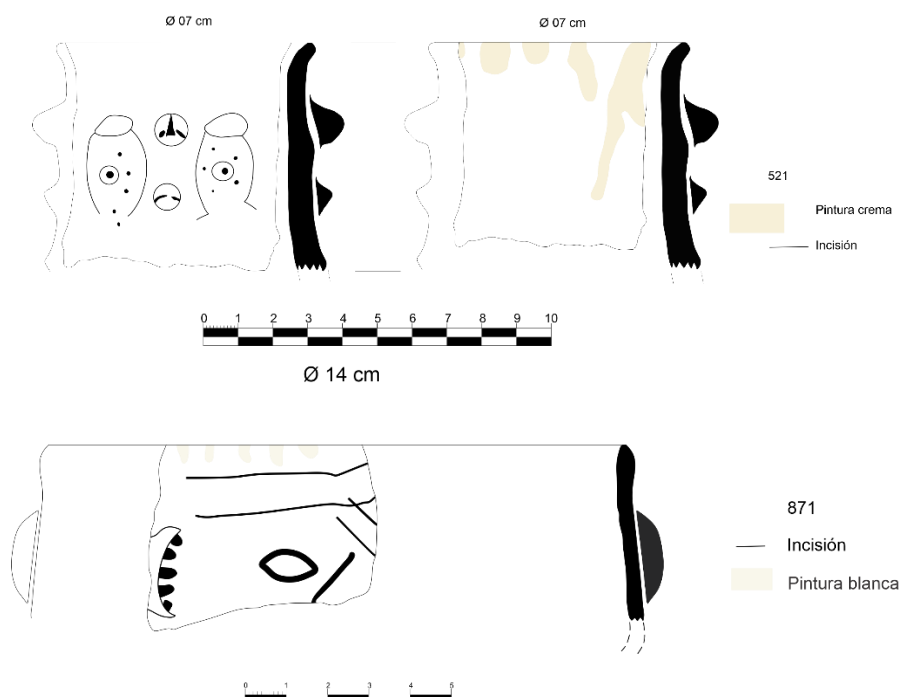 Ø 07 cm
Ø 07 cm
521
Pintura crema
Incisión
0 1 2 3 4 5 6 7 8 9 10
Ø 14 cm
871
Incisión
Pintura blanca
0 1 2 3 4 5